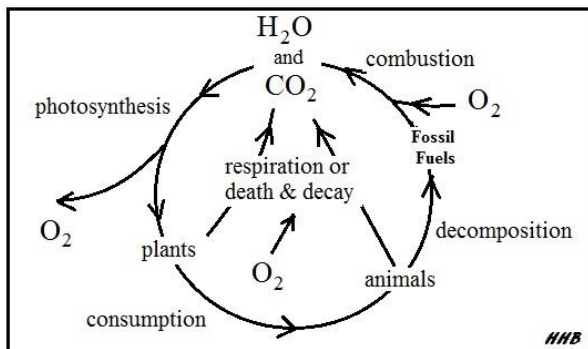 H₂O
and
CO₂
combustion
photosynthesis
O₂
Fossil
Fuels
respiration or
death & decay
O₂
plants
O₂
animals
decomposition
consumption
HHB